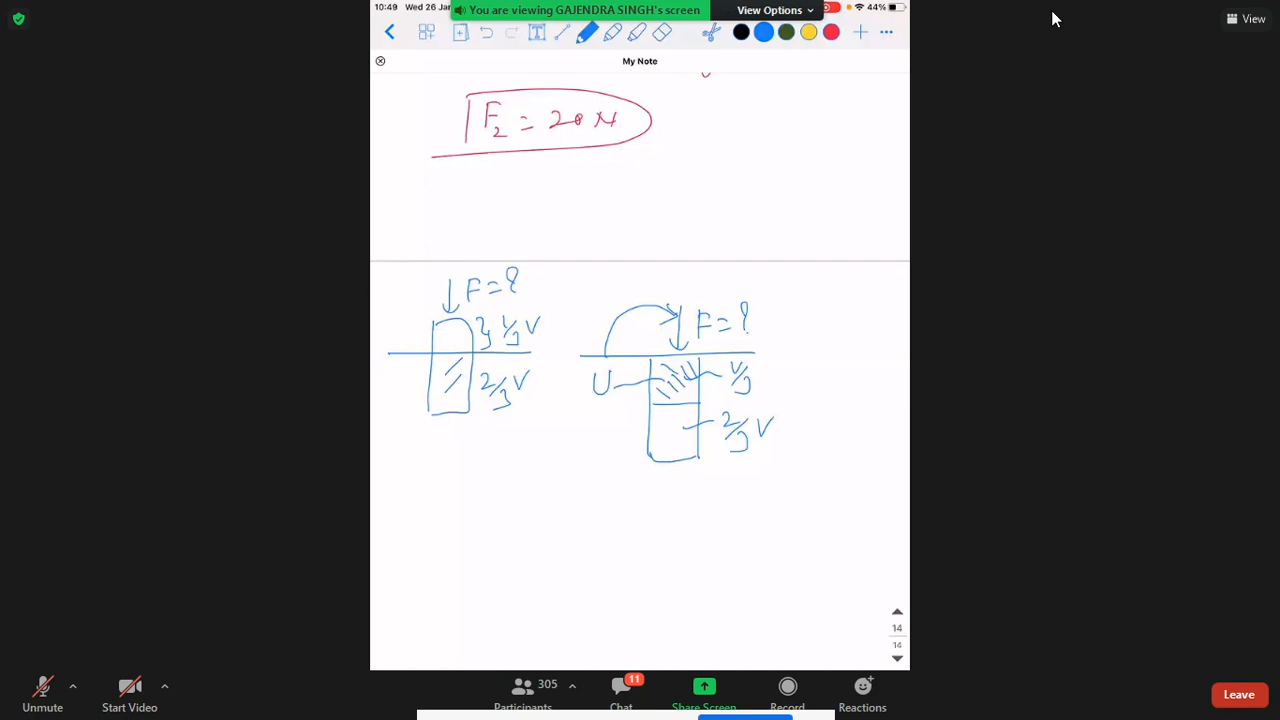 10:49 Wed 26 Jan
You are viewing GAJENDRA SINGH's screen
View Options
44%
View
My Note
F₂ = 20 N
F = ?
F = ?
1/3 V
2/3 V
U
V/3
2/3 V
14
14
305
11
Unmute
Start Video
Participants
Chat
Share Screen
Record
Reactions
Leave